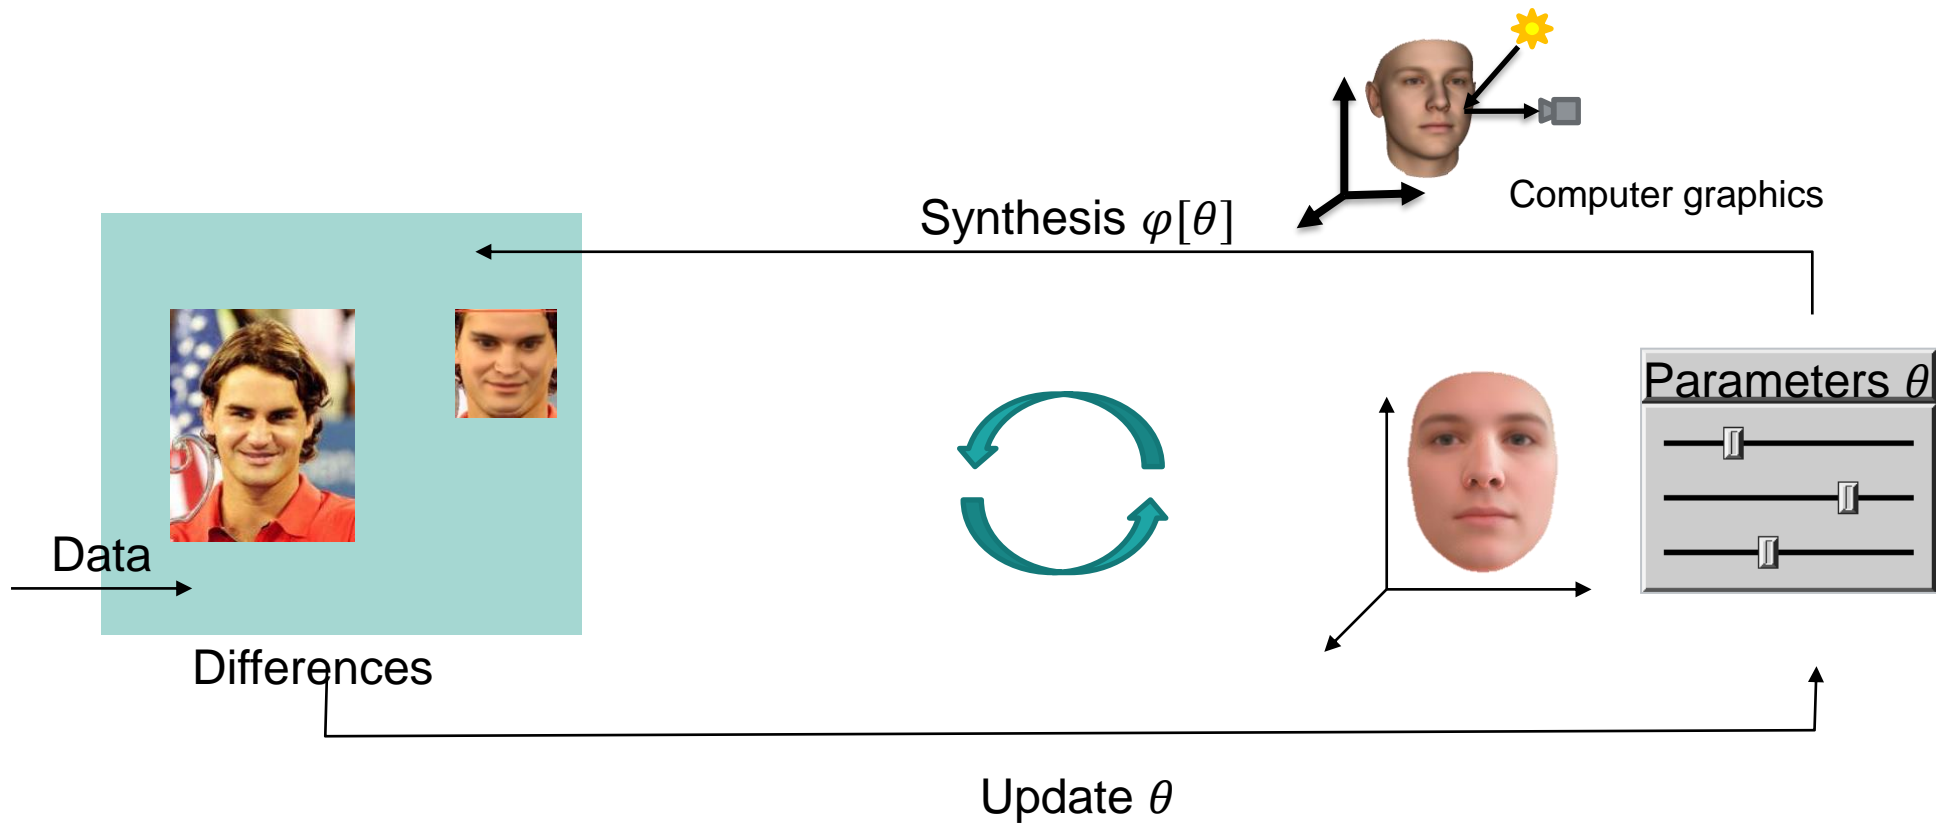 Computer graphics
Synthesis 𝜑[𝜃]
Parameters 𝜃
Data
Differences
Update 𝜃